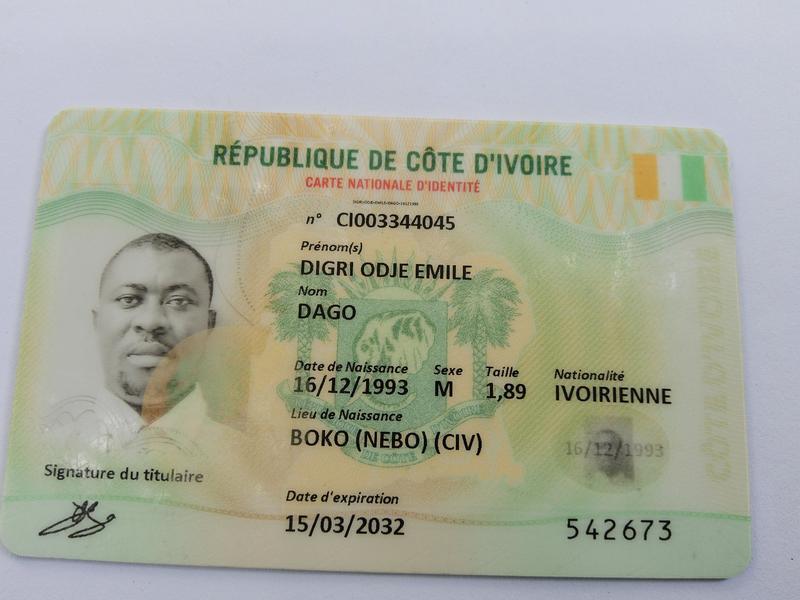 RÉPUBLIQUE DE CÔTE D'IVOIRE
CARTE NATIONALE D'IDENTITÉ
n° CI003344045
Prénom(s)
DIGRI ODJE EMILE
Nom
DAGO
Date de Naissance Sexe Taille Nationalité
16/12/1993 M 1,89 IVOIRIENNE
Lieu de Naissance
BOKO (NEBO) (CIV)
16/12/1993
Signature du titulaire
Date d'expiration
15/03/2032
542673